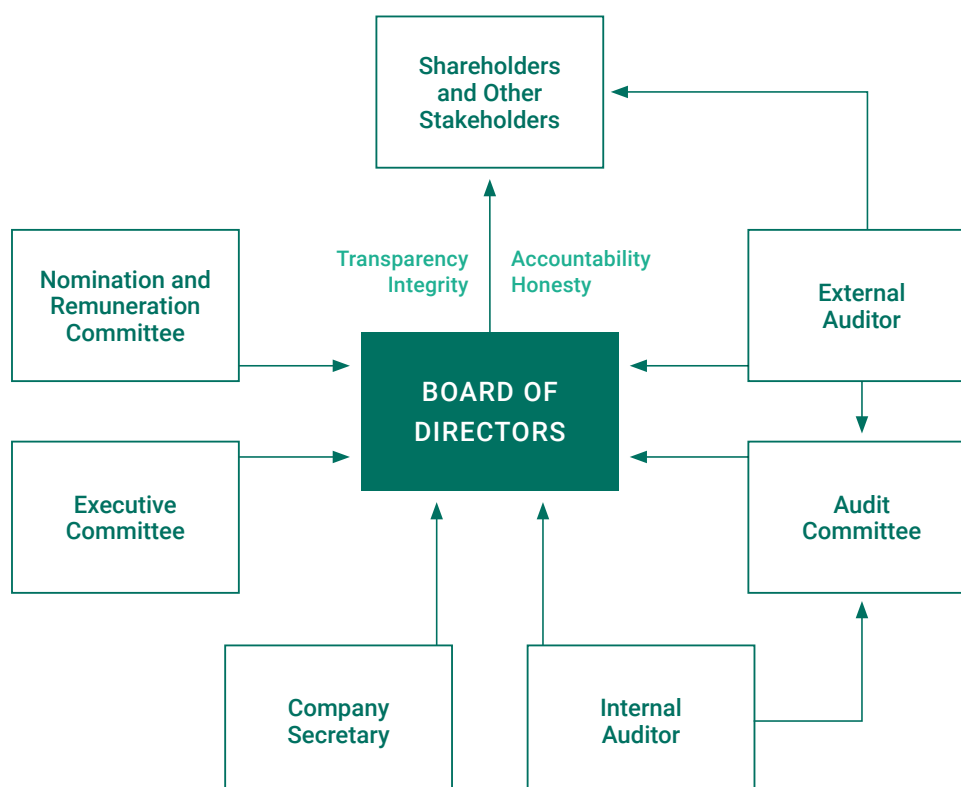 Shareholders
and Other
Stakeholders
Transparency
Integrity
Accountability
Honesty
Nomination and
Remuneration
Committee
External
Auditor
BOARD OF
DIRECTORS
Executive
Committee
Audit
Committee
Company
Secretary
Internal
Auditor